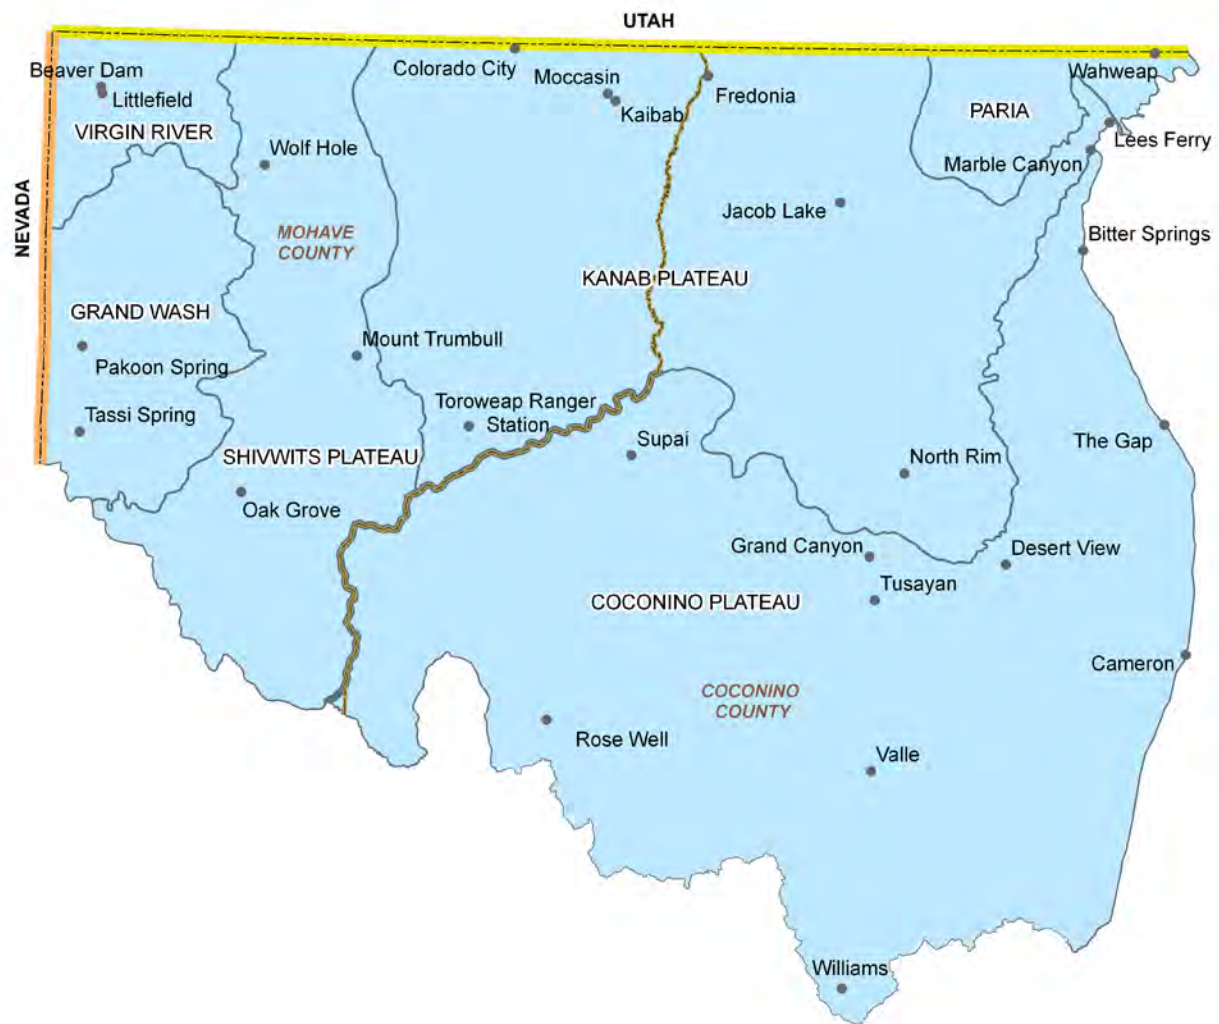 UTAH
Beaver Dam
Littlefield
VIRGIN RIVER
Colorado City
Moccasin
Kaibab
Fredonia
PARIA
Wahweap
Lees Ferry
Marble Canyon
Wolf Hole
NEVADA
MOHAVE
COUNTY
Jacob Lake
Bitter Springs
KANAB PLATEAU
GRAND WASH
Pakoon Spring
Mount Trumbull
Tassi Spring
Toroweap Ranger
Station
Supai
The Gap
SHIVWITS PLATEAU
North Rim
Oak Grove
Grand Canyon
Desert View
Tusayan
COCONINO PLATEAU
Cameron
COCONINO
COUNTY
Rose Well
Valle
Williams